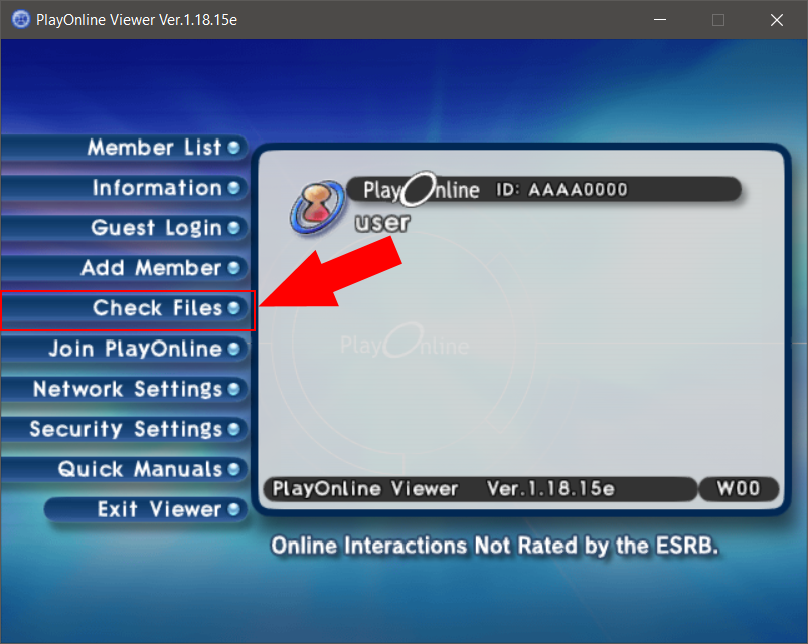 PlayOnline Viewer Ver.1.18.15e
Member List
Information
Guest Login
Add Member
Check Files
Join PlayOnline
Network Settings
Security Settings
Quick Manuals
Exit Viewer
PlayOnline ID: AAAA0000
user
PlayOnline
PlayOnline Viewer Ver.1.18.15e W00
Online Interactions Not Rated by the ESRB.